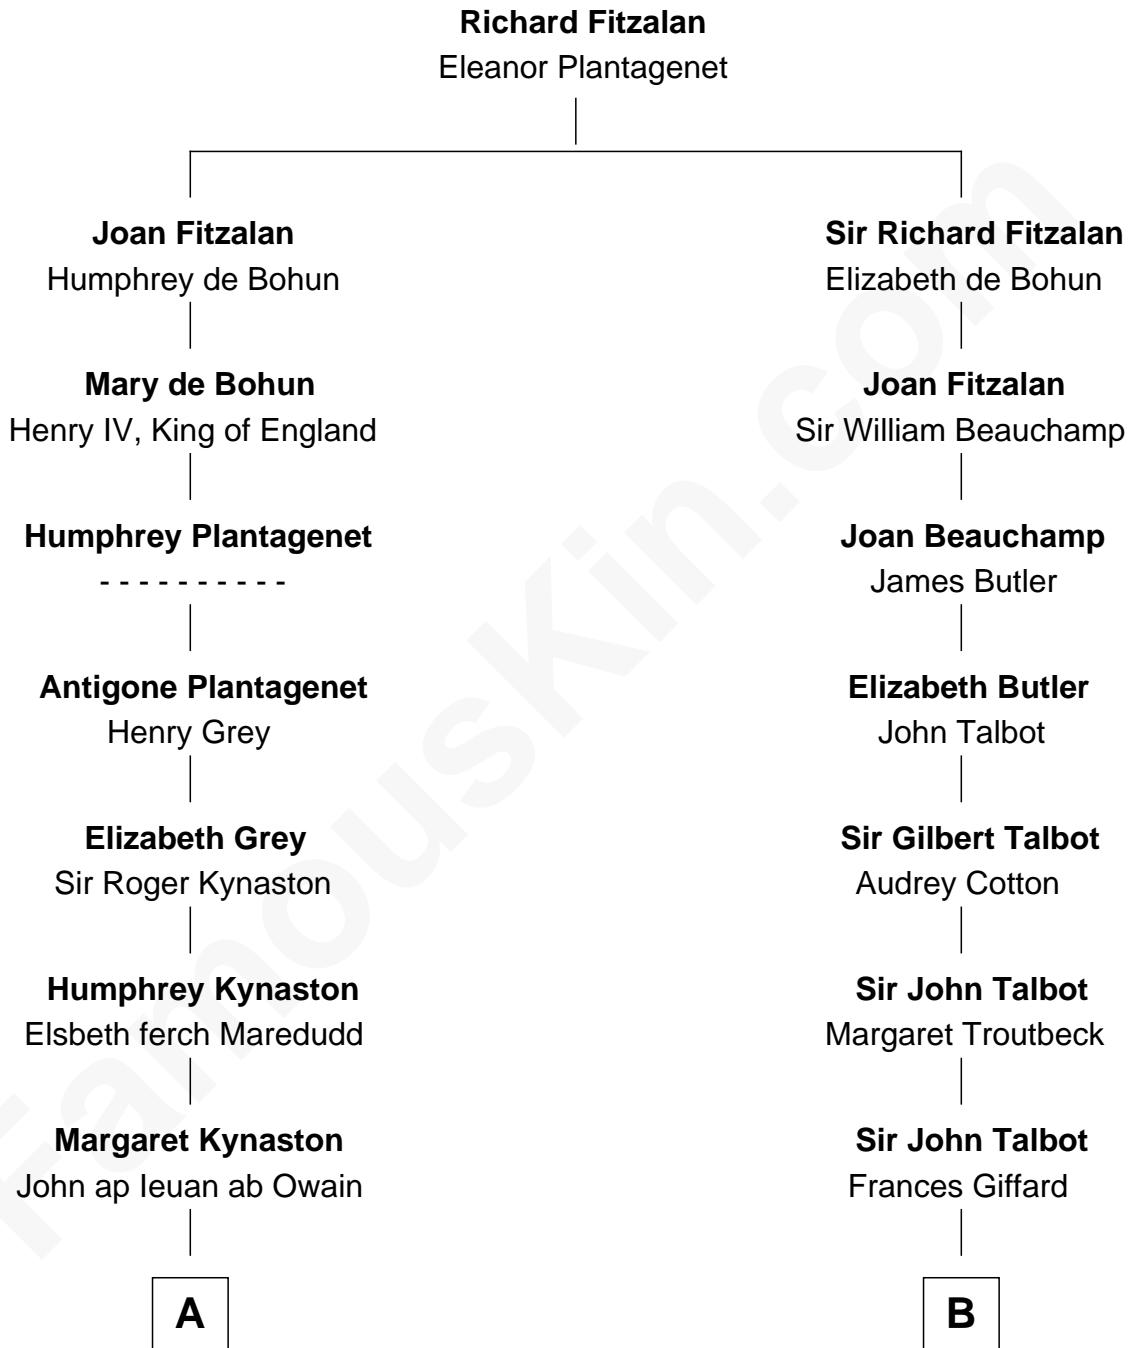 Richard Fitzalan
Eleanor Plantagenet
Joan Fitzalan
Humphrey de Bohun
Sir Richard Fitzalan
Elizabeth de Bohun
Mary de Bohun
Henry IV, King of England
Joan Fitzalan
Sir William Beauchamp
Humphrey Plantagenet
- - - - - - - - - -
Joan Beauchamp
James Butler
Antigone Plantagenet
Henry Grey
Elizabeth Butler
John Talbot
Elizabeth Grey
Sir Roger Kynaston
Sir Gilbert Talbot
Audrey Cotton
Humphrey Kynaston
Elsbeth ferch Maredudd
Sir John Talbot
Margaret Troutbeck
Margaret Kynaston
John ap Ieuan ab Owain
Sir John Talbot
Frances Giffard
A
B
FamousKin.com